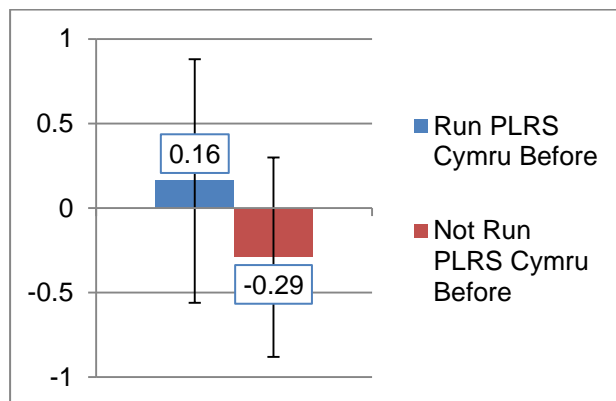 1
0.5
0
-0.5
-1
0.16
-0.29
Run PLRS
Cymru Before
Not Run
PLRS Cymru
Before